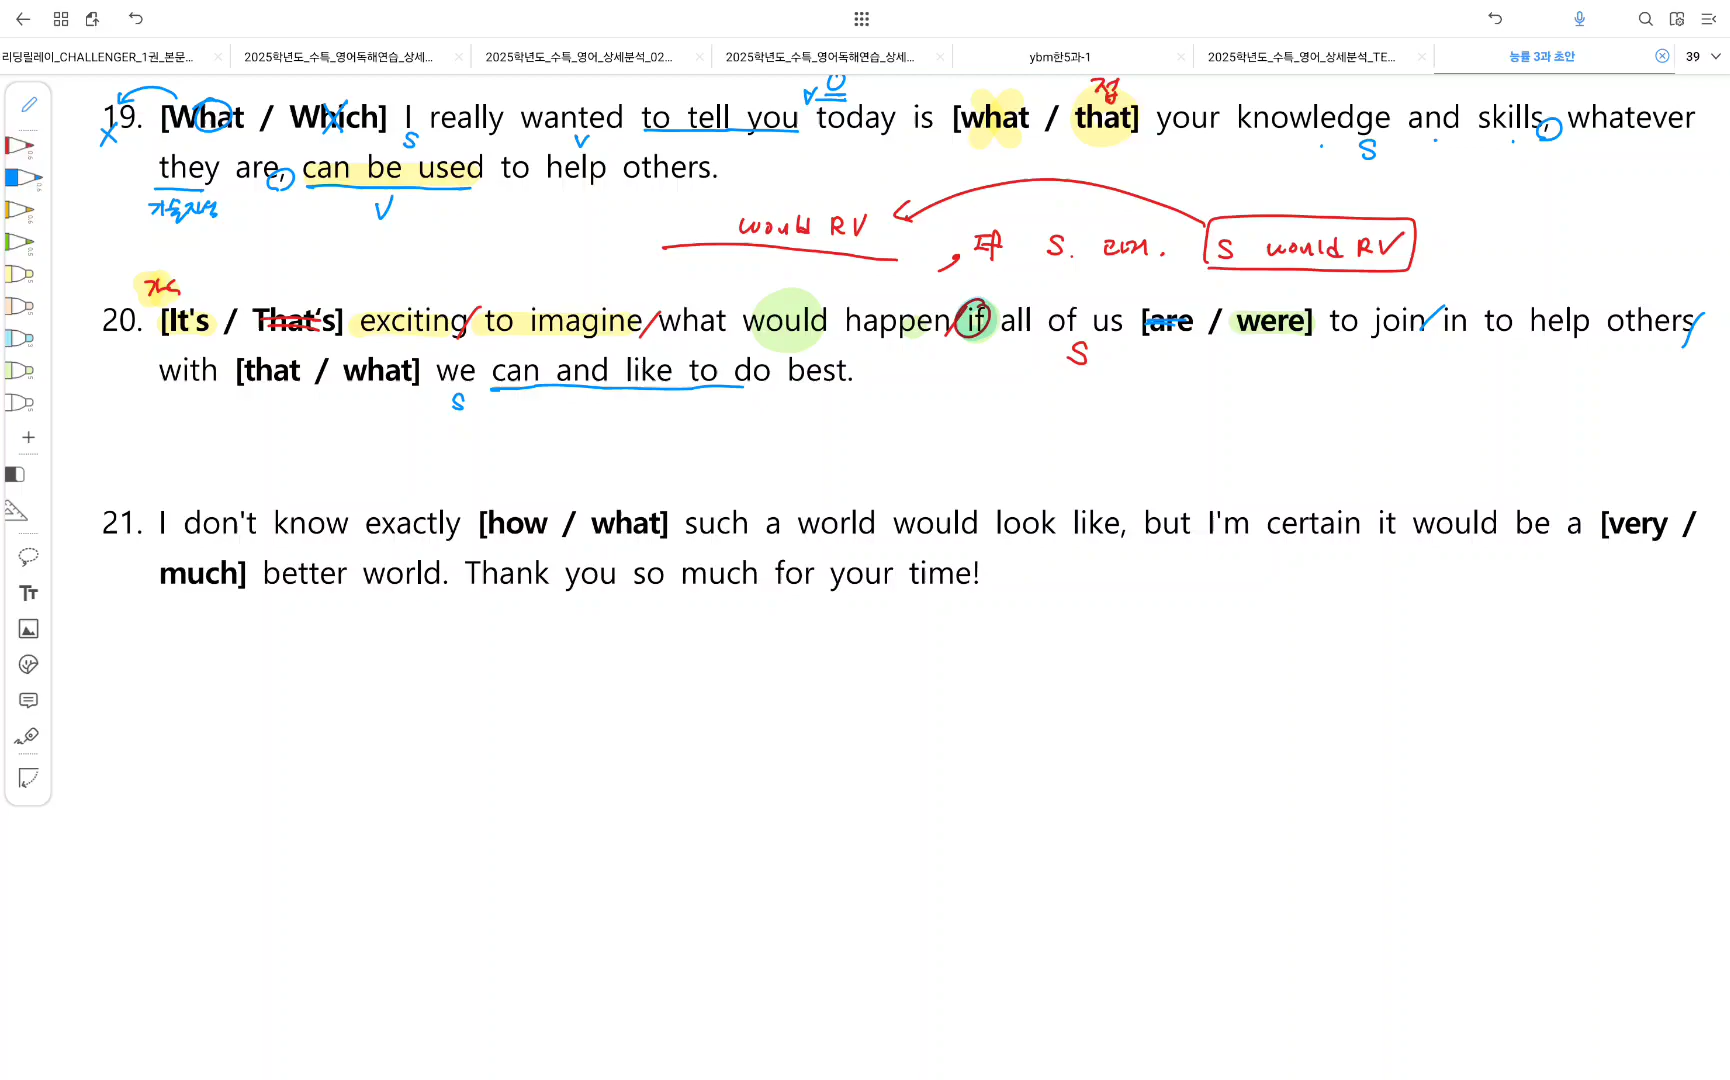 리딩릴레이_CHALLENGER_1권_본문...
2025학년도_수특_영어독해연습_상세...
2025학년도_수특_영어_상세분석_02...
2025학년도_수특_영어독해연습_상세...
ybm한5과-1
2025학년도_수특_영어_상세분석_TE...
능률 3과 초안
39
접
19. [What / Which] I really wanted to tell you today is [what / that] your knowledge and skills, whatever
X S V S
they are, can be used to help others.
V
would RV
S would RV
20. [It's / That‘s] exciting to imagine what would happen if all of us [are / were] to join in to help others
S
with [that / what] we can and like to do best.
S
21. I don't know exactly [how / what] such a world would look like, but I'm certain it would be a [very /
much] better world. Thank you so much for your time!